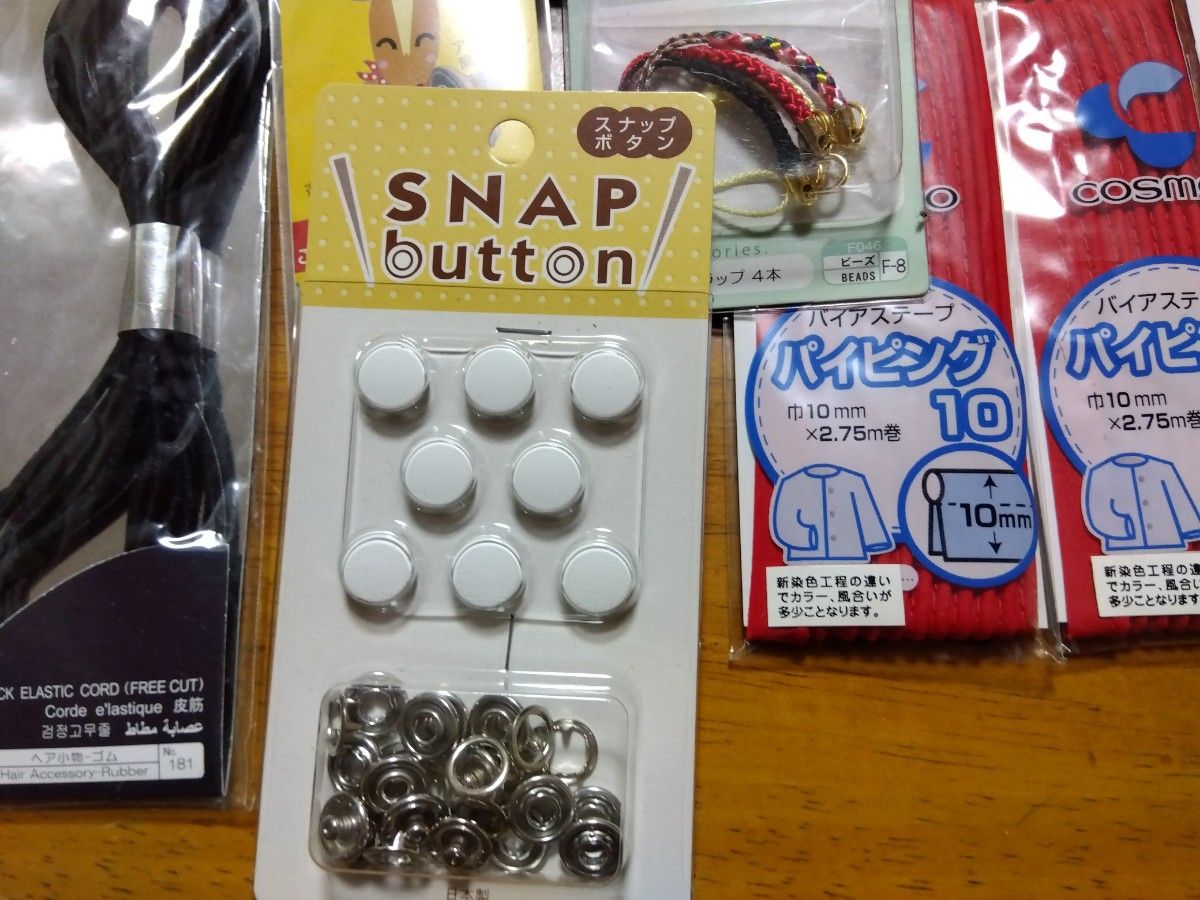 スナップ
ボタン
SNAP
button
日本製
CK ELASTIC CORD (FREE CUT)
Corde e'lastique 皮筋
검정고무줄 عصابة مطاط
ヘア小物-ゴム
Hair Accessory-Rubber
No.
181
ories.
ラップ 4本
F046
ビーズ
BEADS
F-8
o
バイアステープ
パイピング
10
巾10mm
×2.75m巻
10mm
新染色工程の違い
でカラー、風合いが
多少ことなります。
COSM
バイアステ
パイピ
巾10mm
×2.75m巻
新染色工程の
でカラー、風合い
多少ことなりま